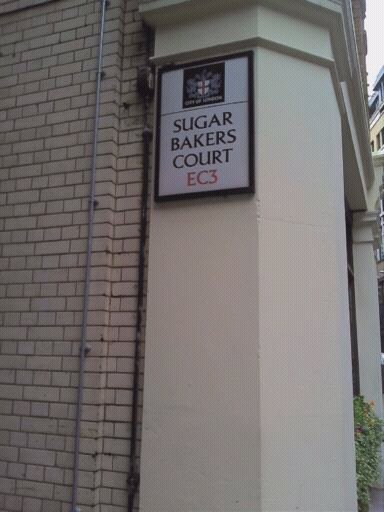 CITY OF LONDON
SUGAR
BAKERS
COURT
EC3